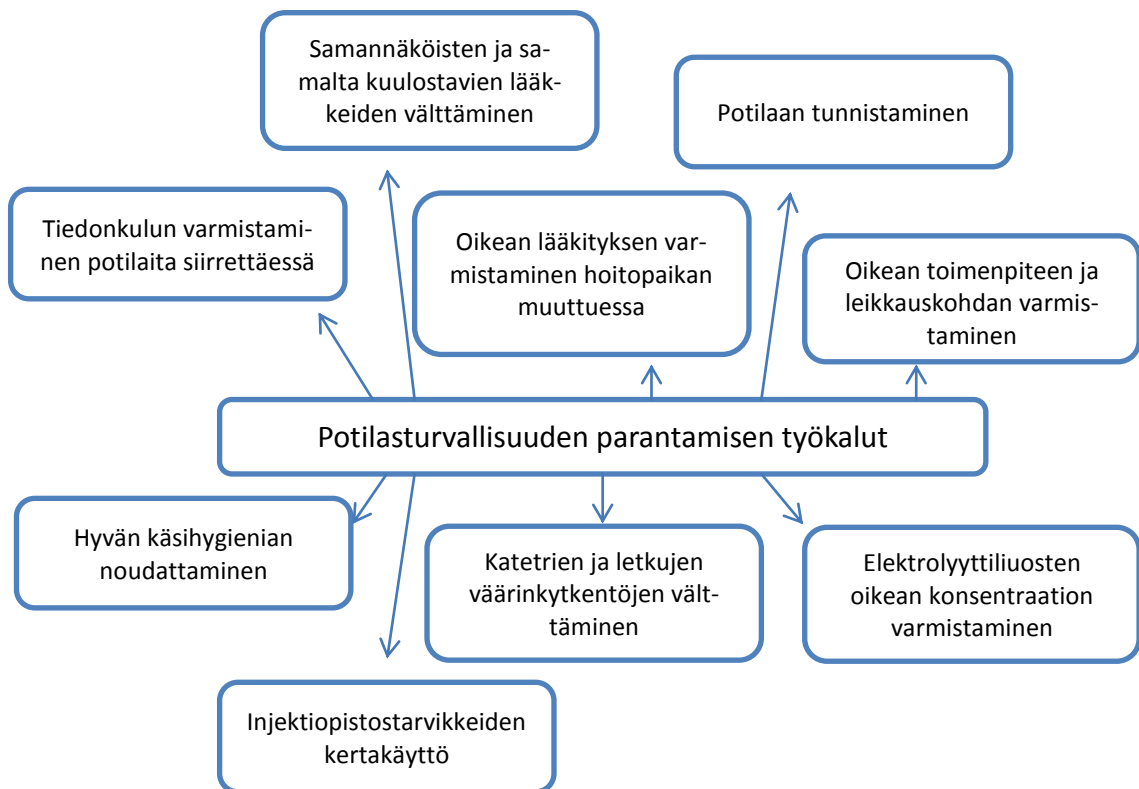 Samannäköisten ja sa-
malta kuulostavien lääk-
keiden välttäminen
Potilaan tunnistaminen
Tiedonkulun varmistami-
nen potilaita siirrettäessä
Oikean lääkityksen var-
mistaminen hoitopaikan
muuttuessa
Oikean toimenpiteen ja
leikkauskohdan varmis-
taminen
Potilasturvallisuuden parantamisen työkalut
Hyvän käsihygienian
noudattaminen
Katetrien ja letkujen
väärinkytkentöjen vält-
täminen
Elektrolyyttiliuosten
oikean konsentraation
varmistaminen
Injektiopistostarvikkeiden
kertakäyttö